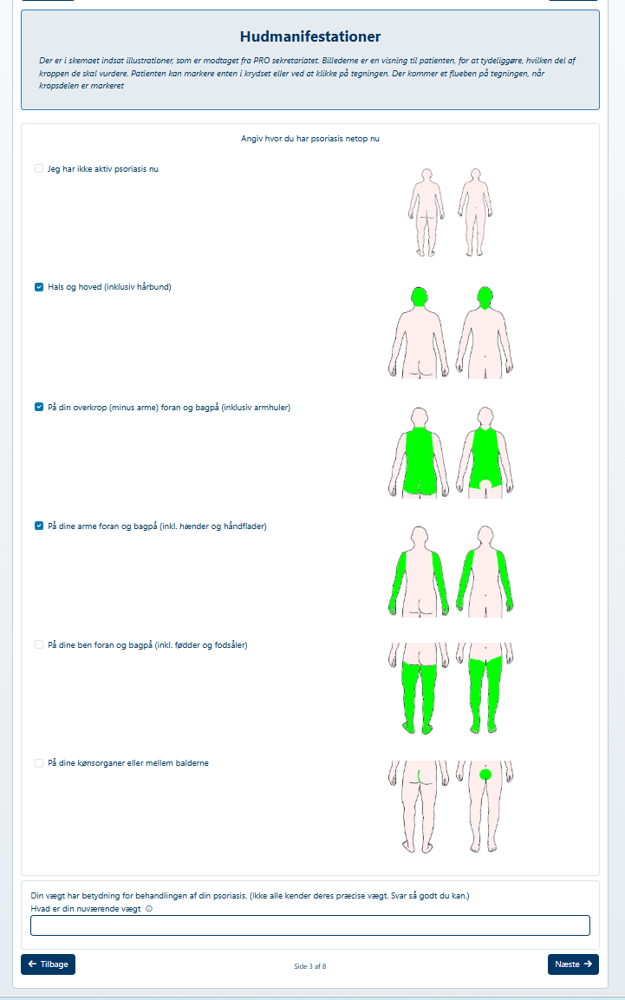 Hudmanifestationer
Der er i skemaet indsat illustrationer, som er modtaget fra PRO sekretariatet. Billederne er en visning til patienten, for at tydeliggøre, hvilken del af
kroppen de skal vurdere. Patienten kan markere enten i krydset eller ved at klikke på tegningen. Der kommer et flueben på tegningen, når
kropsdelen er markeret
Angiv hvor du har psoriasis netop nu
Jeg har ikke aktiv psoriasis nu
Hals og hoved (inklusiv hårbund)
På din overkrop (minus arme) foran og bagpå (inklusiv armhuler)
På dine arme foran og bagpå (inkl. hænder og håndflader)
På dine ben foran og bagpå (inkl. fødder og fodsåler)
På dine kønsorganer eller mellem balderne
Din vægt har betydning for behandlingen af din psoriasis. (Ikke alle kender deres præcise vægt. Svar så godt du kan.)
Hvad er din nuværende vægt
Tilbage
Side 3 af 8
Næste